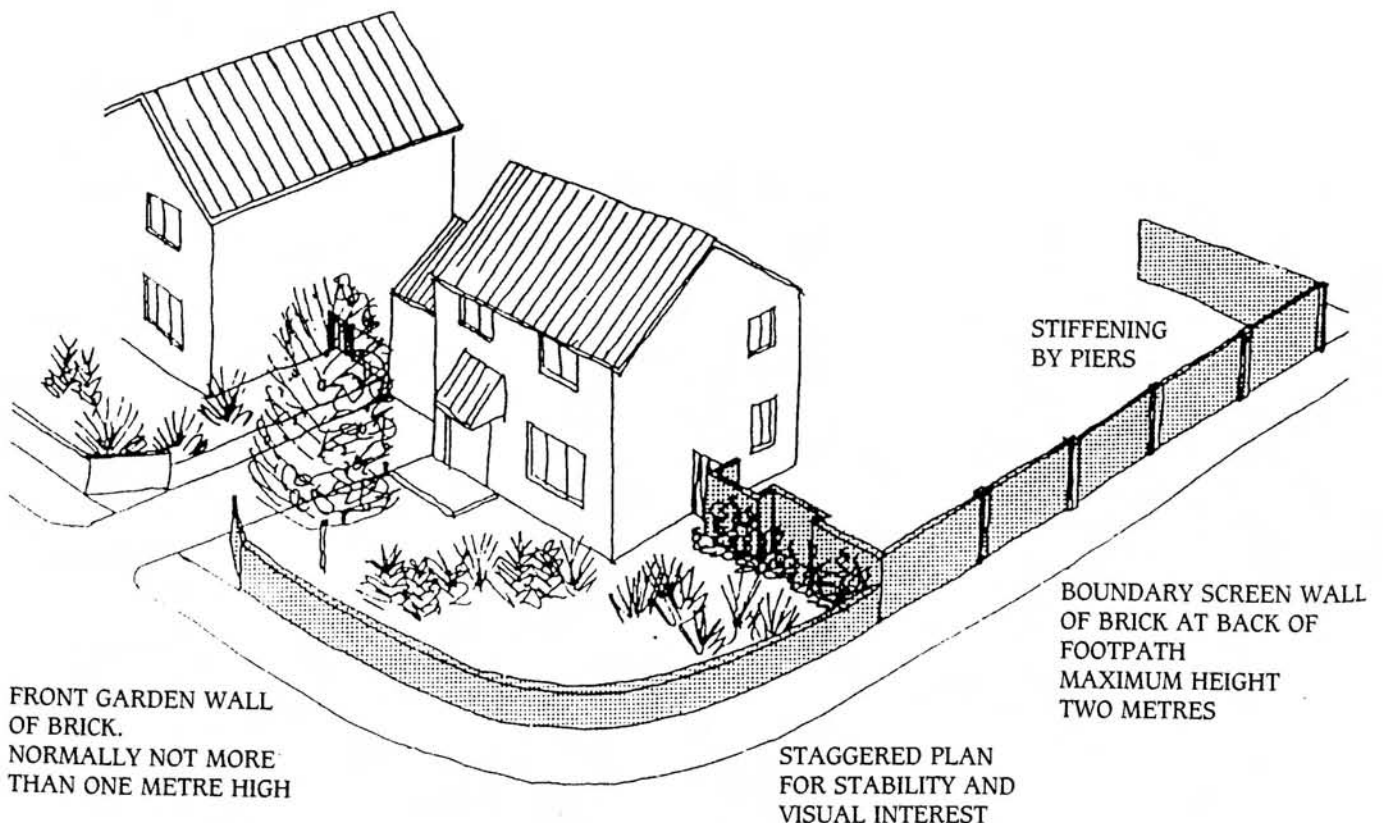 STIFFENING
BY PIERS
BOUNDARY SCREEN WALL
OF BRICK AT BACK OF
FOOTPATH
MAXIMUM HEIGHT
TWO METRES
FRONT GARDEN WALL
OF BRICK.
NORMALLY NOT MORE
THAN ONE METRE HIGH
STAGGERED PLAN
FOR STABILITY AND
VISUAL INTEREST